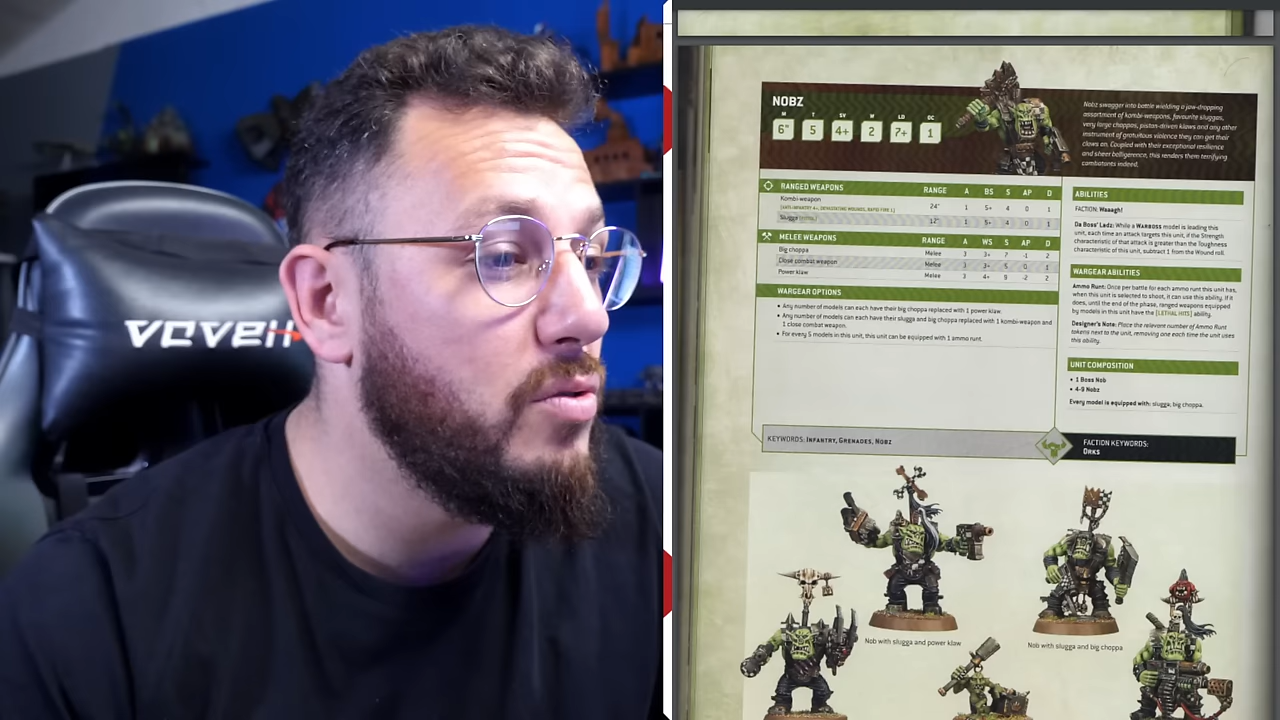 VOVEH
NOBZ
M T SV W LD OC
6" 5 4+ 2 7+ 1
Nobz swagger into battle wielding a jaw-dropping
assortment of kombi-weapons, favourite sluggas,
very large choppas, piston-driven klaws and any other
instrument of gratuitous violence they can get their
claws on. Coupled with their exceptional resilience
and sheer belligerence, this renders them terrifying
combatants indeed.
RANGED WEAPONS RANGE A BS S AP D
Kombi-weapon 24" 1 5+ 4 0 1
[ANTI-INFANTRY 4+, DEVASTATING WOUNDS, RAPID FIRE 1]
Slugga [PISTOL] 12" 1 5+ 4 0 1
MELEE WEAPONS RANGE A WS S AP D
Big choppa Melee 3 3+ 7 -1 2
Close combat weapon Melee 3 3+ 5 0 1
Power klaw Melee 3 4+ 9 -2 2
WARGEAR OPTIONS
• Any number of models can each have their big choppa replaced with 1 power klaw.
• Any number of models can each have their slugga and big choppa replaced with 1 kombi-weapon and
1 close combat weapon.
• For every 5 models in this unit, this unit can be equipped with 1 ammo runt.
ABILITIES
FACTION: Waaagh!
Da Boss' Ladz: While a WARBOSS model is leading this
unit, each time an attack targets this unit, if the Strength
characteristic of that attack is greater than the Toughness
characteristic of this unit, subtract 1 from the Wound roll.
WARGEAR ABILITIES
Ammo Runt: Once per battle for each ammo runt this unit has,
when this unit is selected to shoot, it can use this ability. If it
does, until the end of the phase, ranged weapons equipped
by models in this unit have the [LETHAL HITS] ability.
Designer's Note: Place the relevant number of Ammo Runt
tokens next to the unit, removing one each time the unit uses
this ability.
UNIT COMPOSITION
• 1 Boss Nob
• 4-9 Nobz
Every model is equipped with: slugga; big choppa.
KEYWORDS: INFANTRY, GRENADES, NOBZ
FACTION KEYWORDS:
ORKS
Nob with slugga and power klaw
Nob with slugga and big choppa